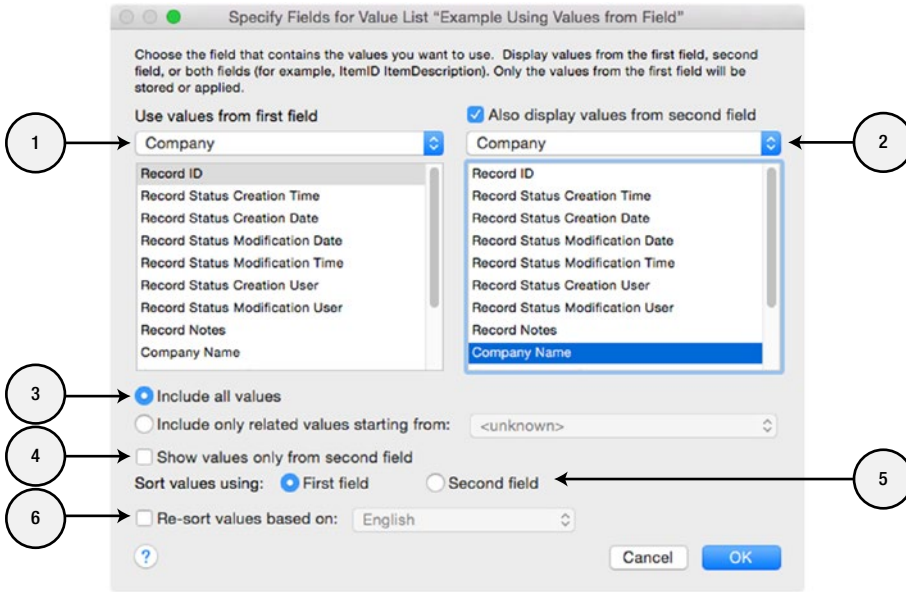 Specify Fields for Value List “Example Using Values from Field”
Choose the field that contains the values you want to use.  Display values from the first field, second
field, or both fields (for example, ItemID ItemDescription). Only the values from the first field will be
stored or applied.
Use values from first field
Also display values from second field
1
Company
Company
2
Record ID
Record Status Creation Time
Record Status Creation Date
Record Status Modification Date
Record Status Modification Time
Record Status Creation User
Record Status Modification User
Record Notes
Company Name
Record ID
Record Status Creation Time
Record Status Creation Date
Record Status Modification Date
Record Status Modification Time
Record Status Creation User
Record Status Modification User
Record Notes
Company Name
3
Include all values
Include only related values starting from:
<unknown>
4
Show values only from second field
Sort values using:
First field
Second field
5
6
Re-sort values based on:
English
?
Cancel
OK